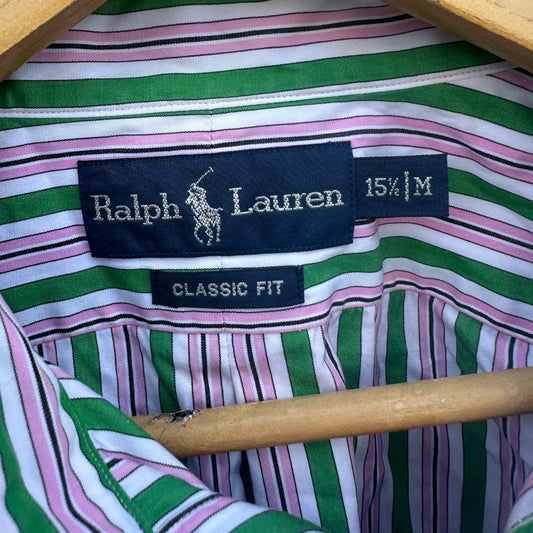 Ralph Lauren
15½ | M
CLASSIC FIT